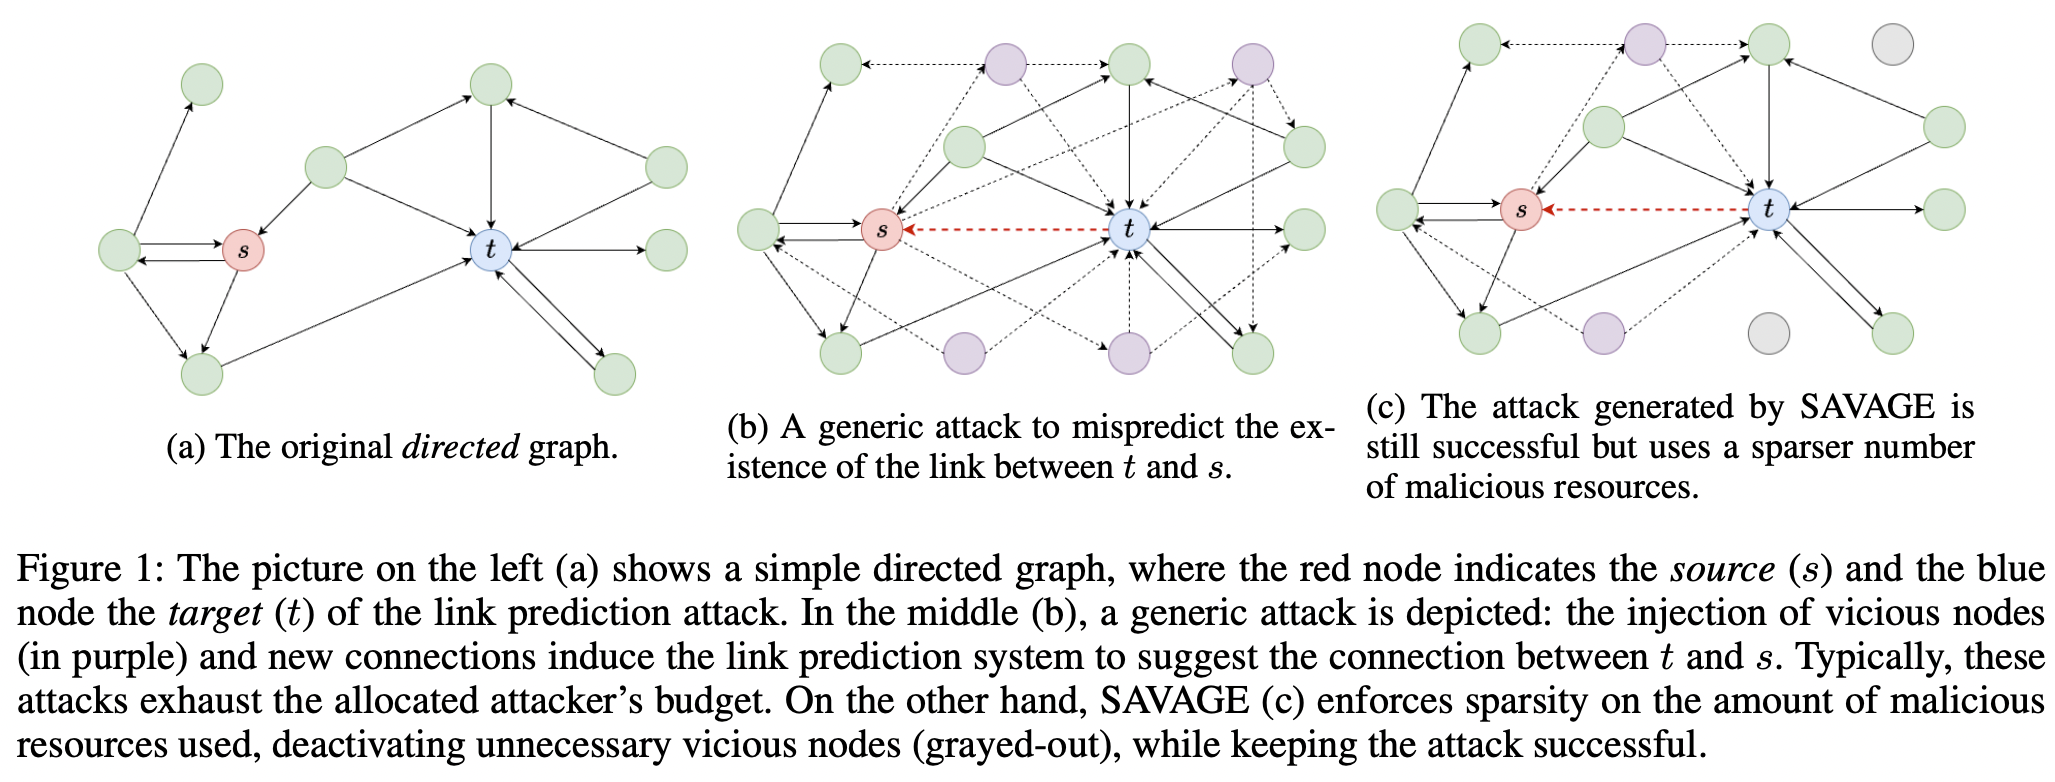 s
t
s
t
s
t
(a) The original directed graph.
(b) A generic attack to mispredict the ex-
istence of the link between t and s.
(c) The attack generated by SAVAGE is
still successful but uses a sparser number
of malicious resources.
Figure 1: The picture on the left (a) shows a simple directed graph, where the red node indicates the source (s) and the blue
node the target (t) of the link prediction attack. In the middle (b), a generic attack is depicted: the injection of vicious nodes
(in purple) and new connections induce the link prediction system to suggest the connection between t and s. Typically, these
attacks exhaust the allocated attacker’s budget. On the other hand, SAVAGE (c) enforces sparsity on the amount of malicious
resources used, deactivating unnecessary vicious nodes (grayed-out), while keeping the attack successful.